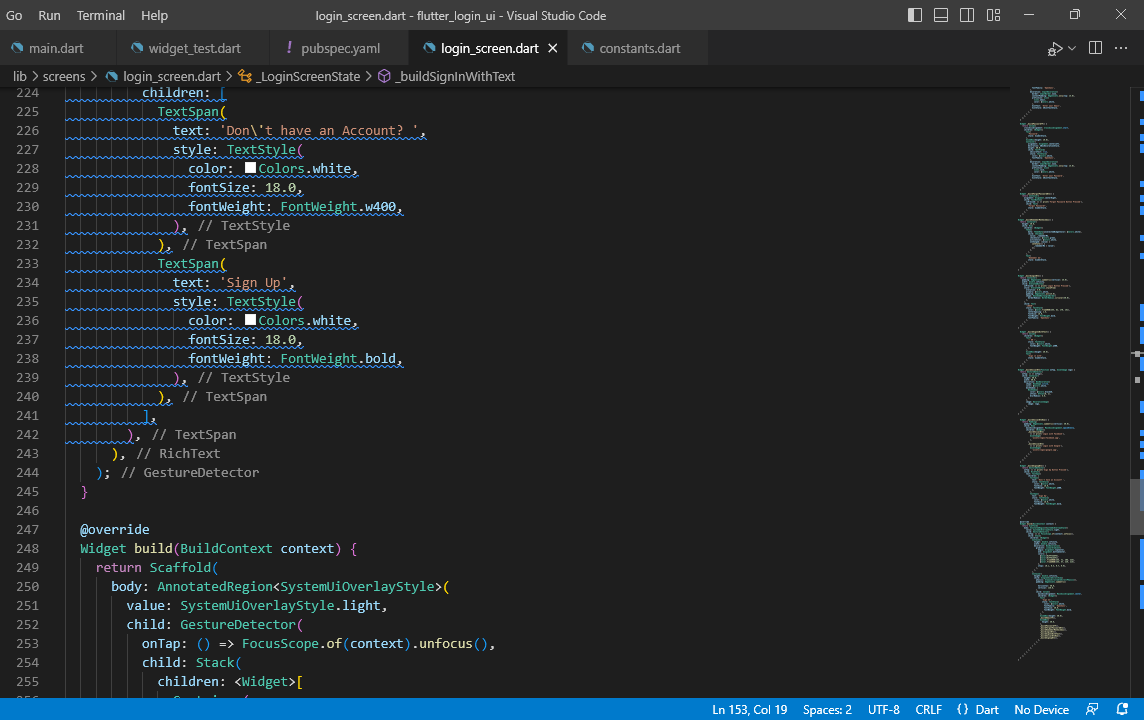 Go Run Terminal Help login_screen.dart - flutter_login_ui - Visual Studio Code
main.dart widget_test.dart ! pubspec.yaml login_screen.dart constants.dart
lib > screens > login_screen.dart > _LoginScreenState > _buildSignInWithText
224 children: [
225 TextSpan(
226 text: 'Don\'t have an Account? ',
227 style: TextStyle(
228 color: Colors.white,
229 fontSize: 18.0,
230 fontWeight: FontWeight.w400,
231 ), // TextStyle
232 ), // TextSpan
233 TextSpan(
234 text: 'Sign Up',
235 style: TextStyle(
236 color: Colors.white,
237 fontSize: 18.0,
238 fontWeight: FontWeight.bold,
239 ), // TextStyle
240 ), // TextSpan
241 ],
242 ), // TextSpan
243 ), // RichText
244 ); // GestureDetector
245 }
246
247 @override
248 Widget build(BuildContext context) {
249 return Scaffold(
250 body: AnnotatedRegion<SystemUiOverlayStyle>(
251 value: SystemUiOverlayStyle.light,
252 child: GestureDetector(
253 onTap: () => FocusScope.of(context).unfocus(),
254 child: Stack(
255 children: <Widget>[
Ln 153, Col 19 Spaces: 2 UTF-8 CRLF {} Dart No Device